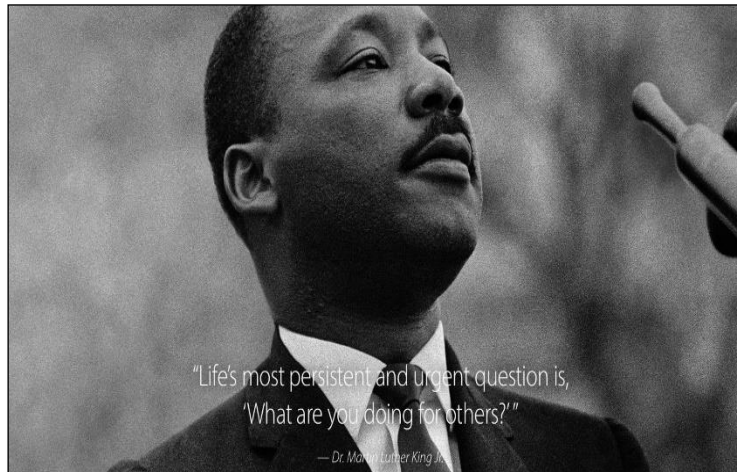 “Life’s most persistent and urgent question is,
‘What are you doing for others?’”
— Dr. Martin Luther King Jr.